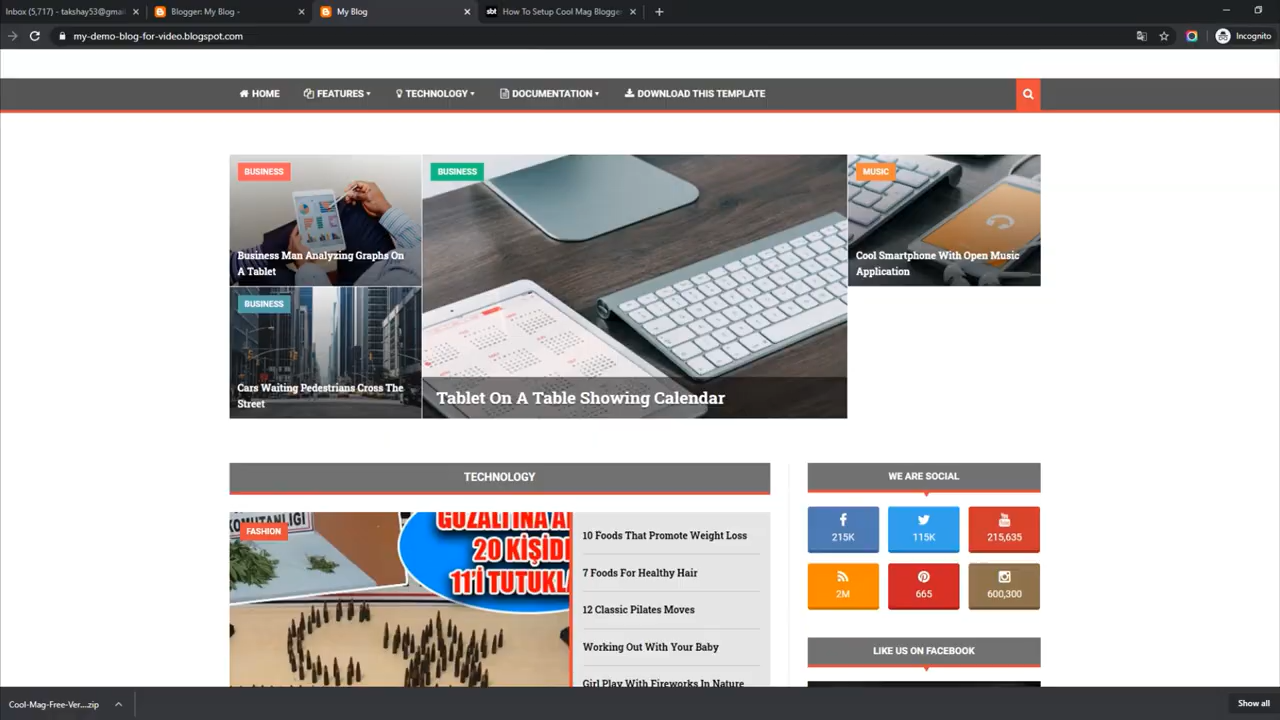 Inbox (5,717) - takshay53@gmai
Blogger: My Blog -
My Blog
sbt
How To Setup Cool Mag Blogger
my-demo-blog-for-video.blogspot.com
Incognito
HOME
FEATURES
TECHNOLOGY
DOCUMENTATION
DOWNLOAD THIS TEMPLATE
BUSINESS
Business Man Analyzing Graphs On
A Tablet
BUSINESS
Cars Waiting Pedestrians Cross The
Street
BUSINESS
Tablet On A Table Showing Calendar
MUSIC
Cool Smartphone With Open Music
Application
TECHNOLOGY
FASHION
KOMUTANLIĞI
GÖZALTINA A
20 KİŞİD
11'İ TUTUKL
10 Foods That Promote Weight Loss
7 Foods For Healthy Hair
12 Classic Pilates Moves
Working Out With Your Baby
Girl Play With Fireworks In Nature
WE ARE SOCIAL
215K
115K
215,635
2M
665
600,300
LIKE US ON FACEBOOK
Cool-Mag-Free-Ver....zip
Show all